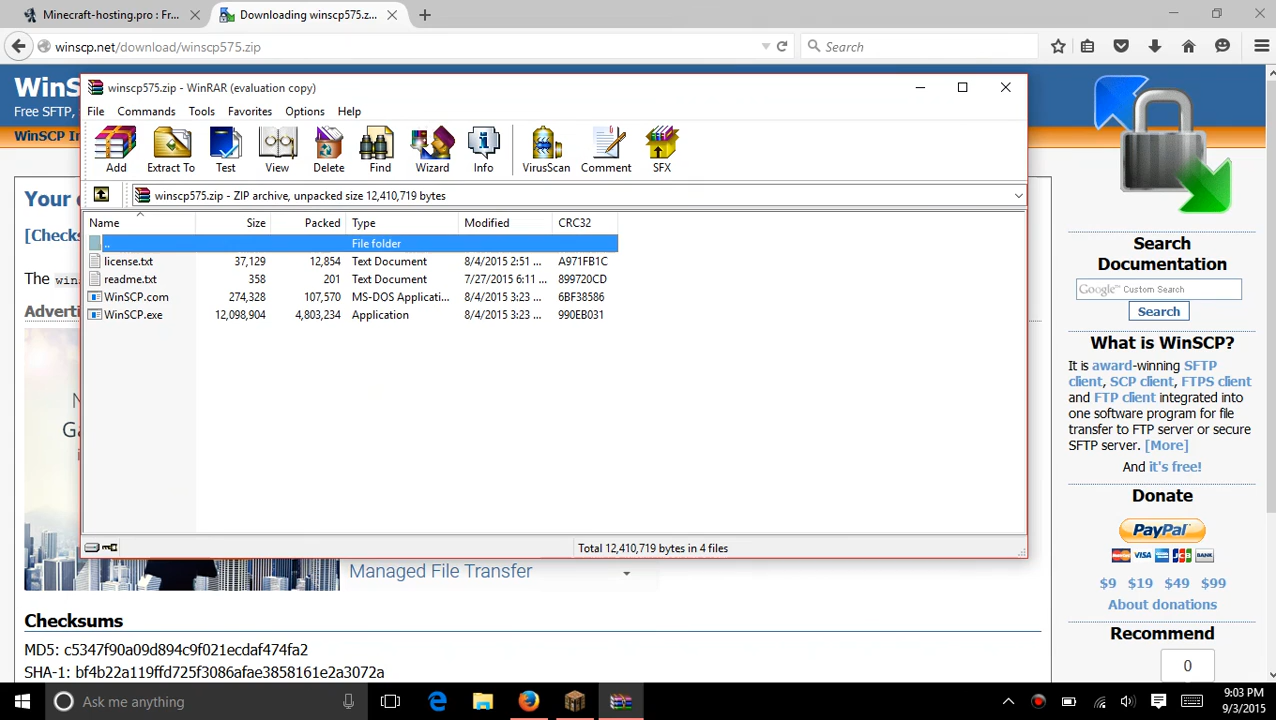 Minecraft-hosting.pro : Fr...
Downloading winscp575.z...
winscp.net/download/winscp575.zip
Search
WinS
Free SFTP,
WinSCP
winscp575.zip - WinRAR (evaluation copy)
File Commands Tools Favorites Options Help
Add Extract To Test View Delete Find Wizard Info VirusScan Comment SFX
winscp575.zip - ZIP archive, unpacked size 12,410,719 bytes
Name Size Packed Type Modified CRC32
.. File folder
license.txt 37,129 12,854 Text Document 8/4/2015 2:51 ... A971FB1C
readme.txt 358 201 Text Document 7/27/2015 6:11 ... 899720CD
WinSCP.com 274,328 107,570 MS-DOS Applicati... 8/4/2015 3:23 ... 6BF38586
WinSCP.exe 12,098,904 4,803,234 Application 8/4/2015 3:23 ... 990EB031
Total 12,410,719 bytes in 4 files
Your
[Checks
The
Advertis
Managed File Transfer
Checksums
MD5: c5347f90a09d894c9f021ecdaf474fa2
SHA-1: bf4b22a119ffd725f3086afae3858161e2a3072a
Search
Documentation
Google™ Custom Search
Search
What is WinSCP?
It is award-winning SFTP
client, SCP client, FTPS client
and FTP client integrated into
one software program for file
transfer to FTP server or secure
SFTP server. [More]
And it's free!
Donate
PayPal
VISA BANK
$9 $19 $49 $99
About donations
Recommend
0
Ask me anything
9:03 PM
9/3/2015